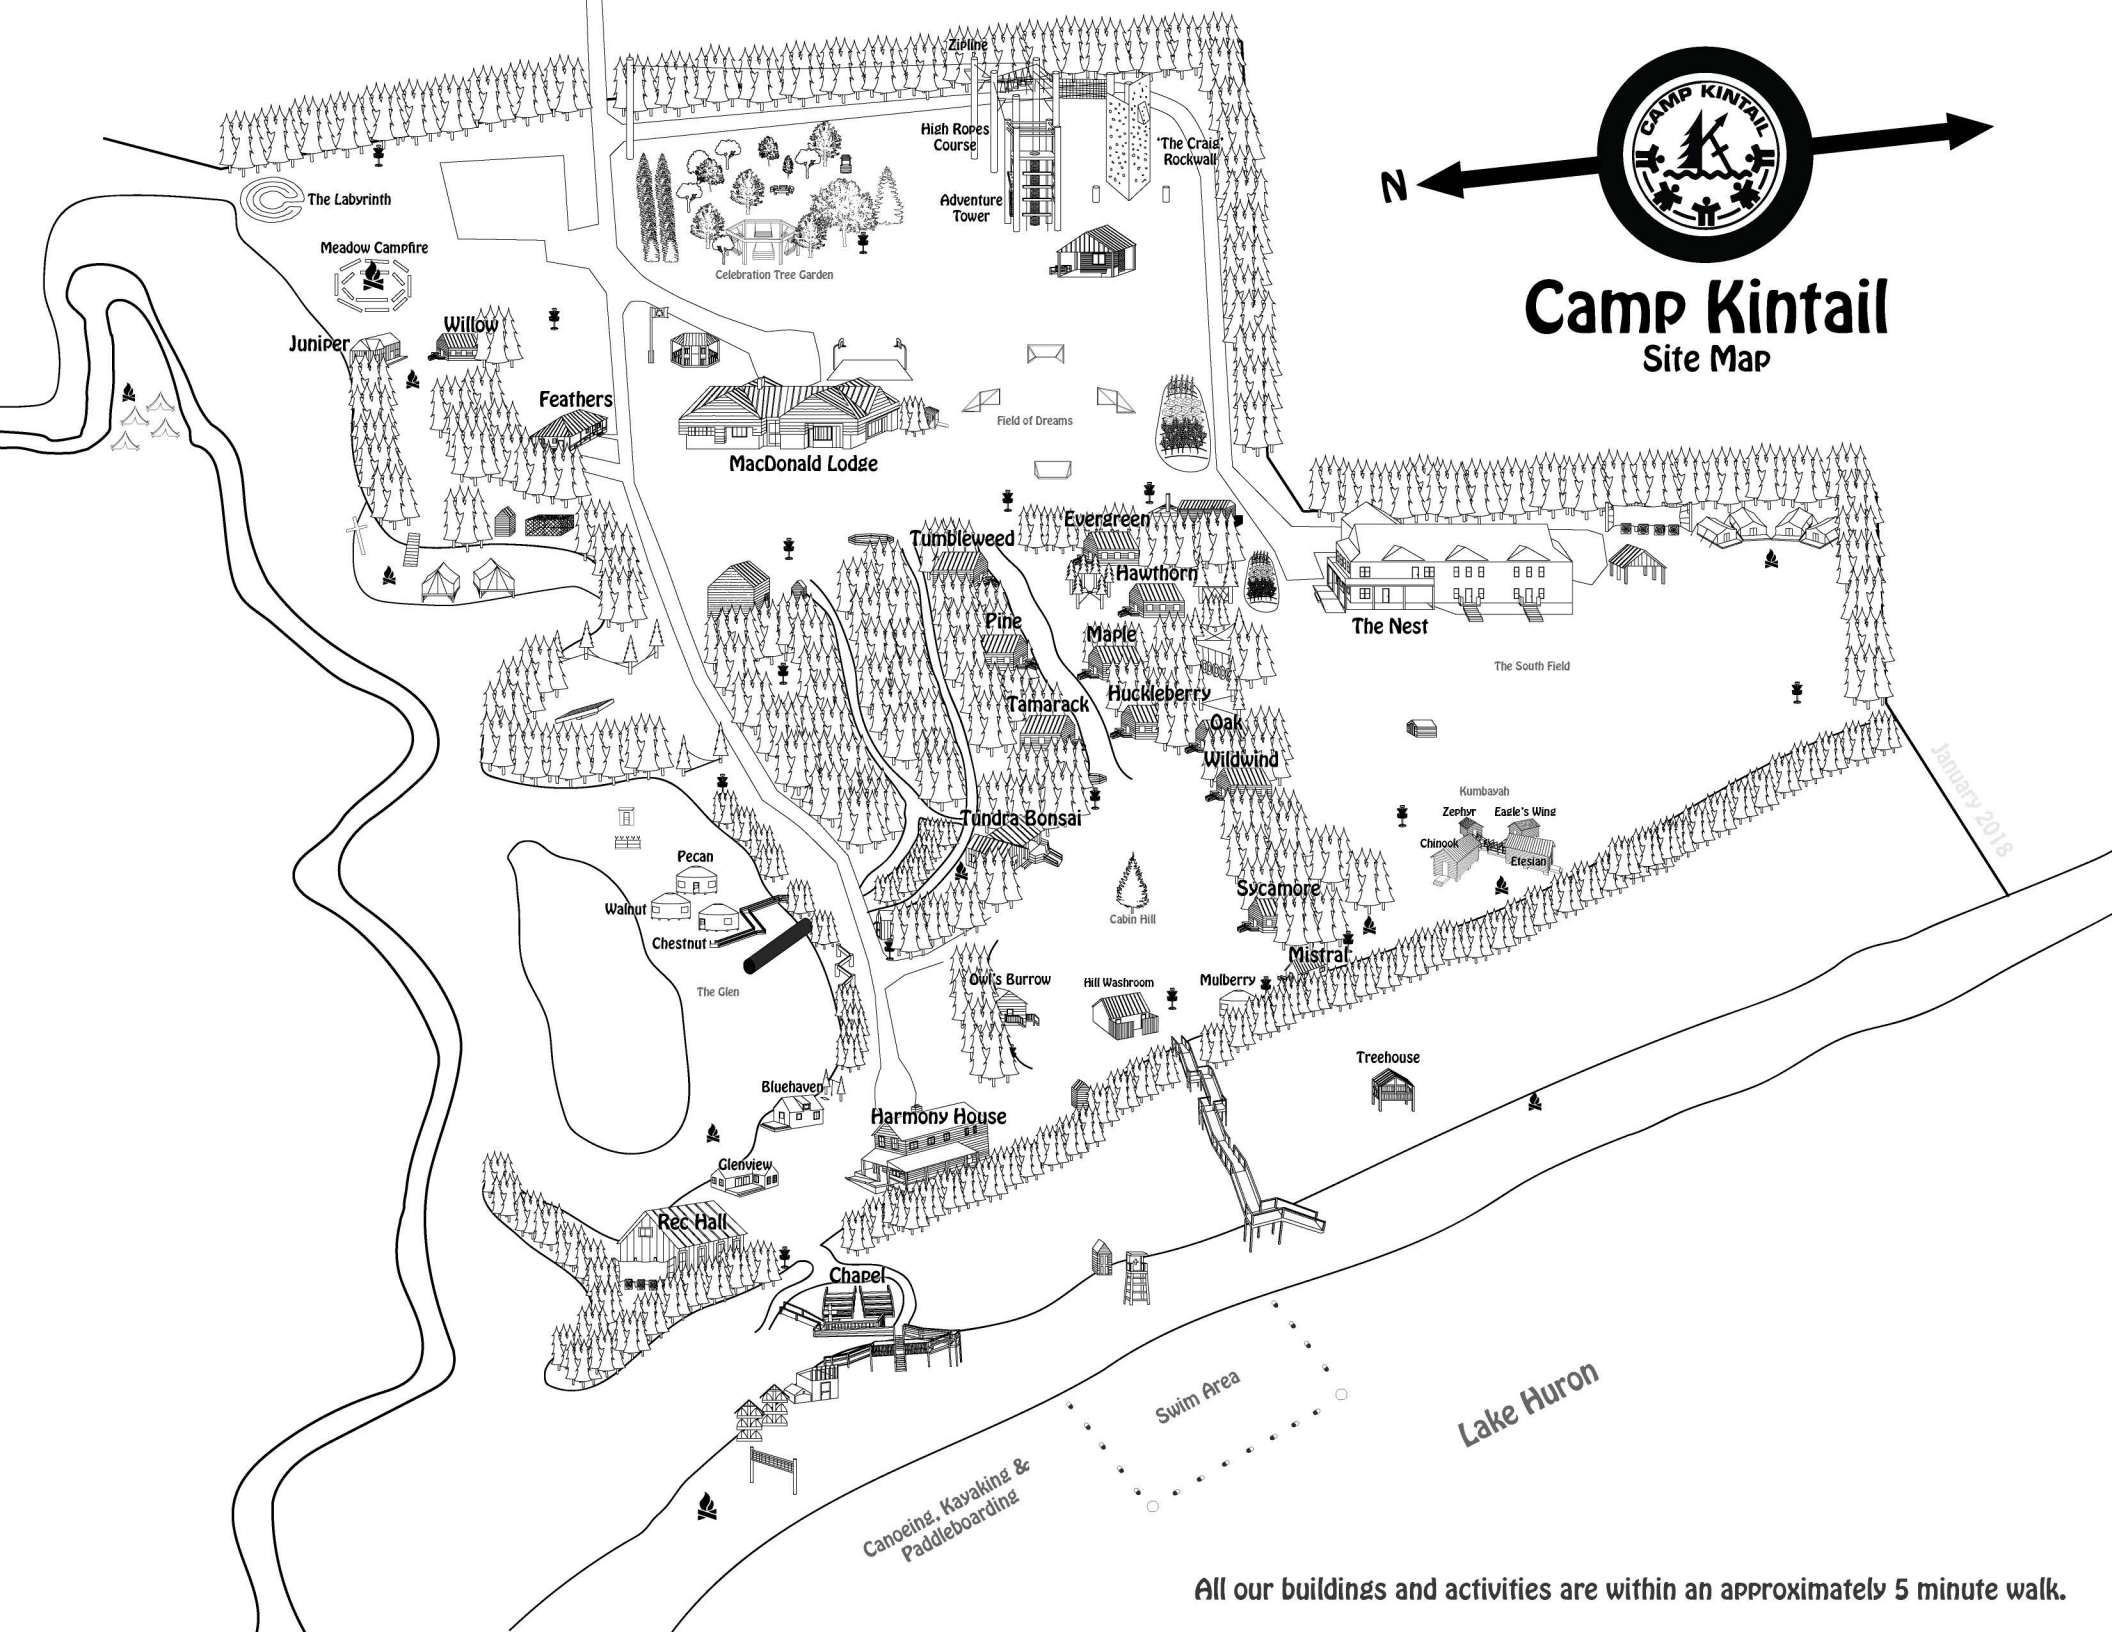 Zipline
CAMP KINTAIL
High Ropes
Course
'The Craig'
Rockwall
N
The Labyrinth
Adventure
Tower
Meadow Campfire
Celebration Tree Garden
Camp Kintail
Site Map
Juniper
Willow
Feathers
Field of Dreams
MacDonald Lodge
Evergreen
Tumbleweed
Hawthorn
Pine
Maple
The Nest
The South Field
Huckleberry
Tamarack
Oak
Wildwind
January 2018
Kumbayah
Zephyr
Eagle's Wing
Tundra Bonsai
Chinook
Etesian
Pecan
Walnut
Chestnut
Sycamore
Cabin Hill
Mistral
The Glen
Owl's Burrow
Hill Washroom
Mulberry
Treehouse
Bluehaven
Harmony House
Glenview
Rec Hall
Chapel
Swim Area
Lake Huron
Canoeing, Kayaking &
Paddleboarding
All our buildings and activities are within an approximately 5 minute walk.